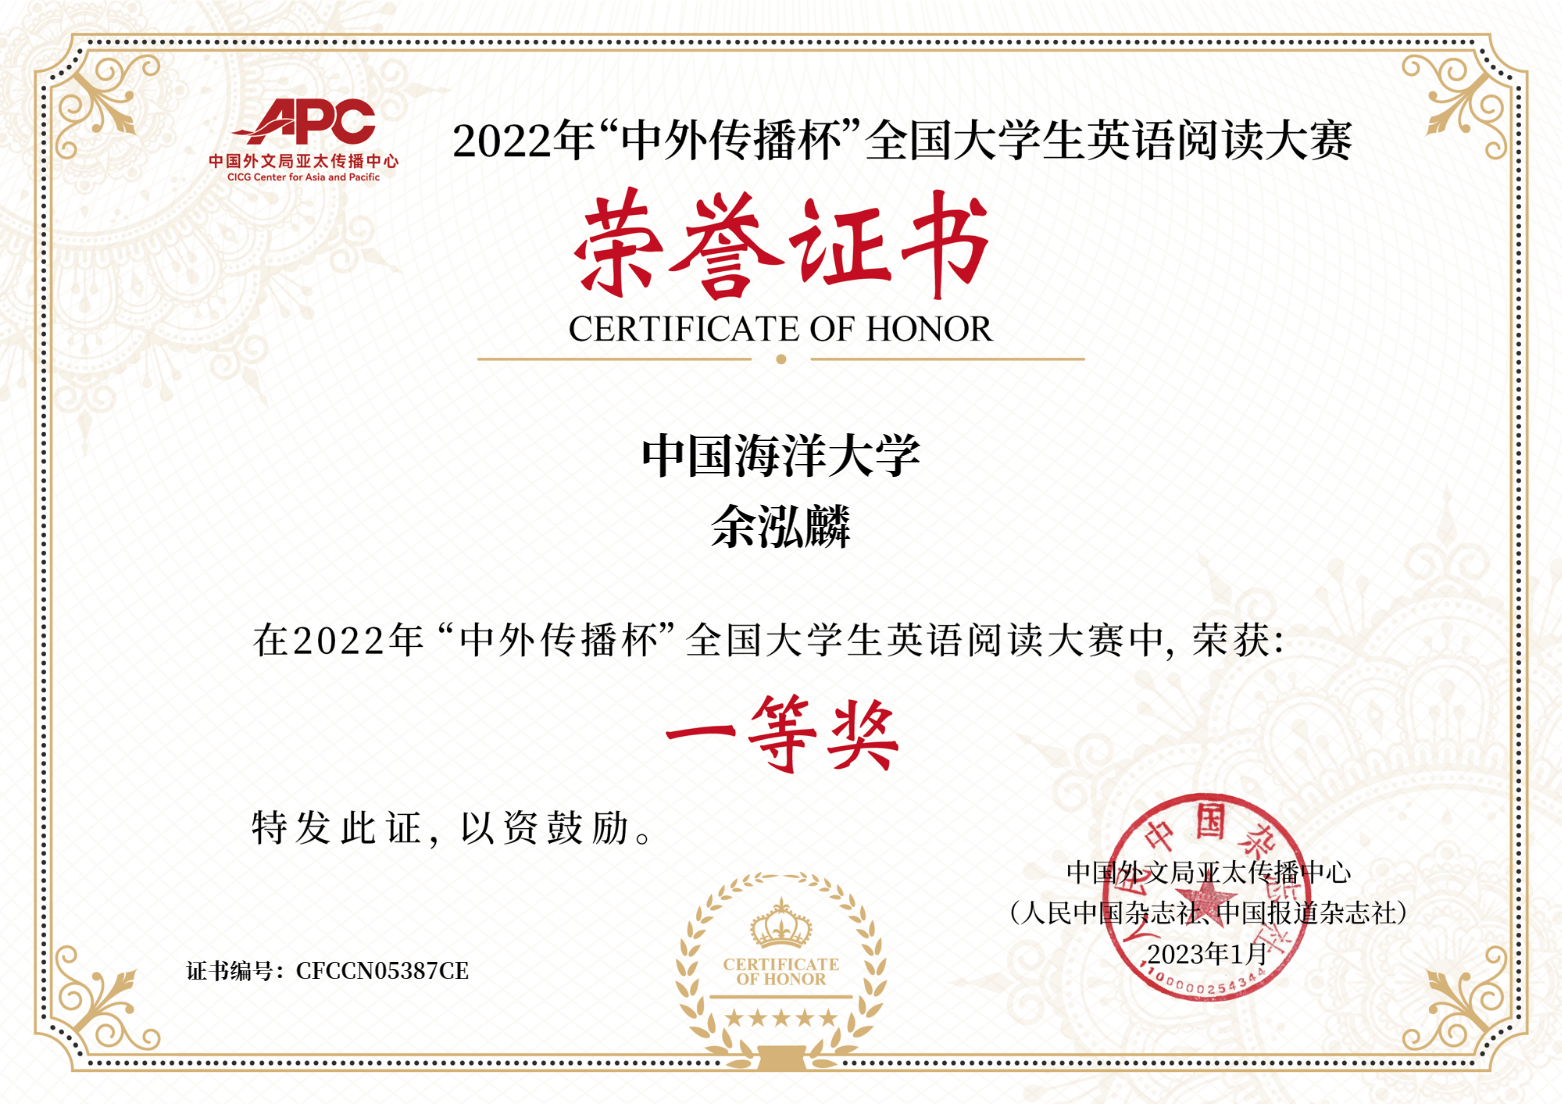 APC
中国外文局亚太传播中心
CICG Center for Asia and Pacific
2022年“中外传播杯”全国大学生英语阅读大赛
荣誉证书
CERTIFICATE OF HONOR
中国海洋大学
余泓麟
在2022年“中外传播杯”全国大学生英语阅读大赛中, 荣获:
一等奖
特发此证, 以资鼓励。
中国外文局亚太传播中心
（人民中国杂志社、中国报道杂志社）
2023年1月
人民中国杂志社
1100000254344
证书编号：CFCCN05387CE
CERTIFICATE
OF HONOR